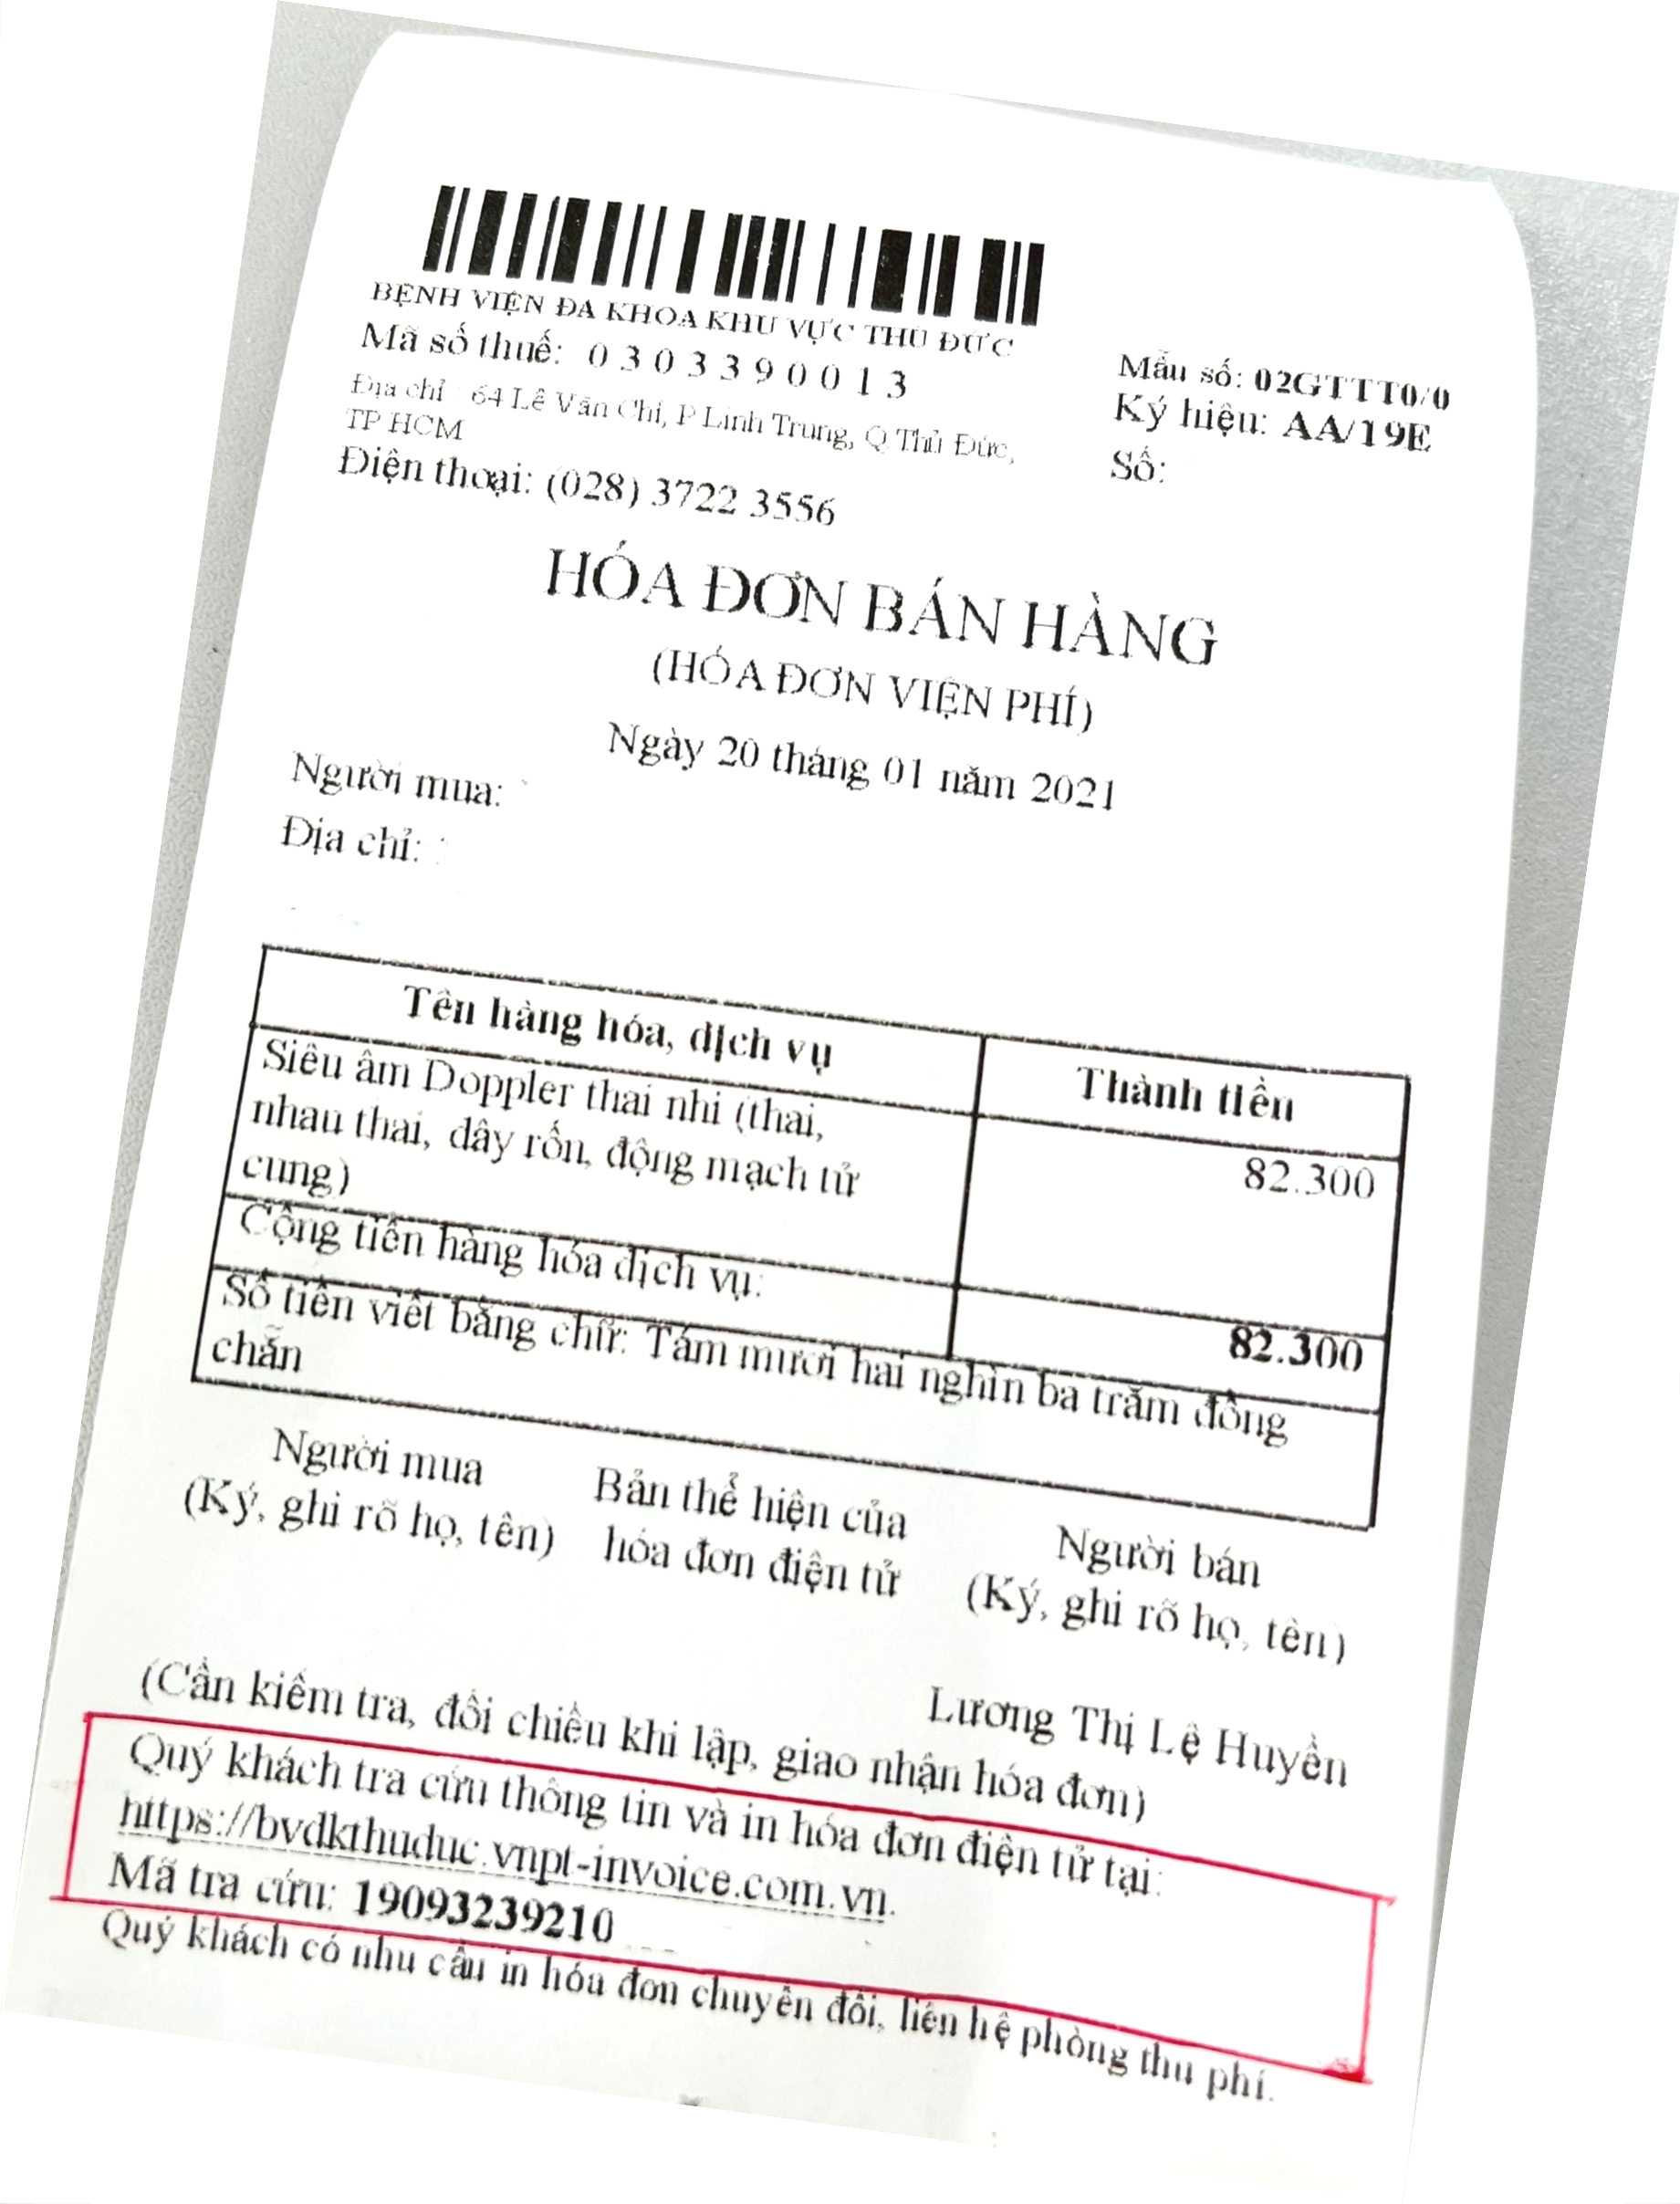 BỆNH VIỆN ĐA KHOA KHU VỰC THỦ ĐỨC
Mã số thuế: 0 3 0 3 3 9 0 0 1 3
Địa chỉ : 64 Lê Văn Chí, P Linh Trung, Q Thủ Đức,
TP HCM
Điện thoại: (028) 3722 3556
Mẫu số: 02GTTT0/0
Ký hiệu: AA/19E
Số:
HÓA ĐƠN BÁN HÀNG
(HÓA ĐƠN VIỆN PHÍ)
Ngày 20 tháng 01 năm 2021
Người mua:
Địa chỉ:
Tên hàng hóa, dịch vụ
Thành tiền
Siêu âm Doppler thai nhi (thai,
nhau thai, dây rốn, động mạch tử
cung)
82.300
Cộng tiền hàng hóa dịch vụ:
82.300
Số tiền viết bằng chữ: Tám mươi hai nghìn ba trăm đồng
chẵn
Người mua
(Ký, ghi rõ họ, tên)
Bản thể hiện của
hóa đơn điện tử
Người bán
(Ký, ghi rõ họ, tên)
Lương Thị Lệ Huyền
(Cần kiểm tra, đối chiếu khi lập, giao nhận hóa đơn)
Quý khách tra cứu thông tin và in hóa đơn điện tử tại:
https://bvdkthuduc.vnpt-invoice.com.vn.
Mã tra cứu: 19093239210
Quý khách có nhu cầu in hóa đơn chuyển đổi, liên hệ phòng thu phí.